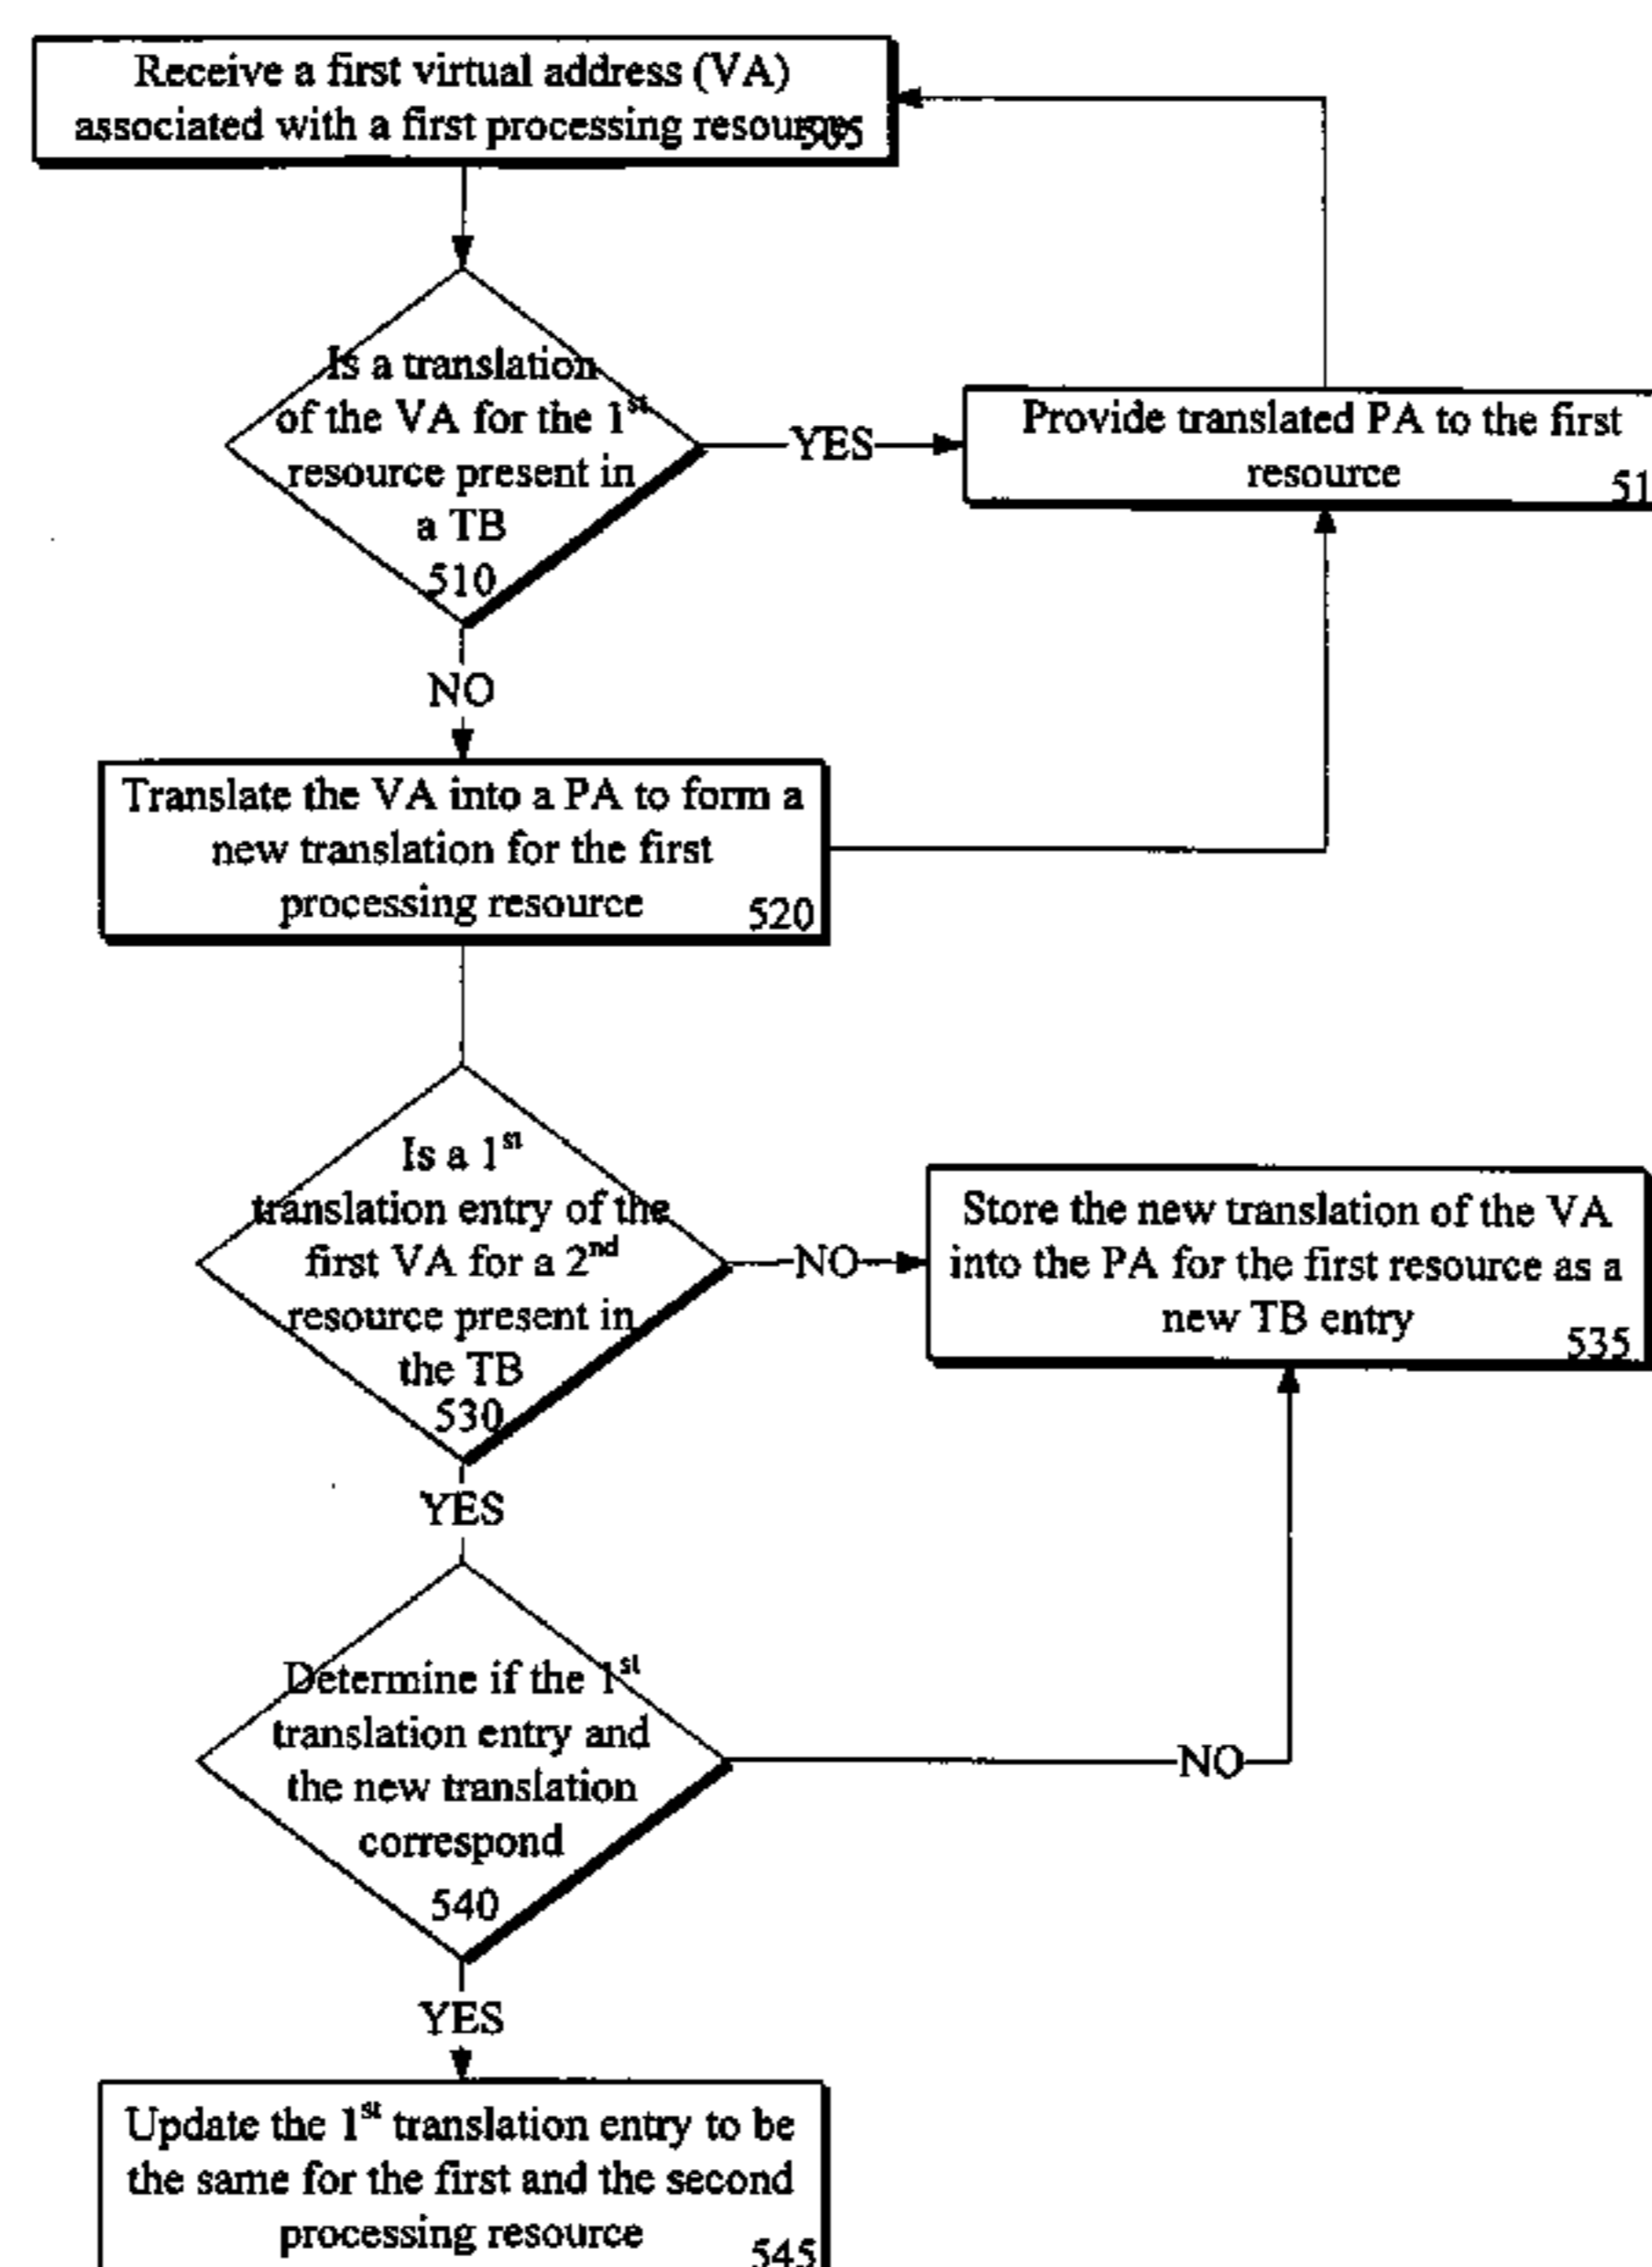 Receive a first virtual address (VA)
associated with a first processing resource
505
Is a translation
of the VA for the 1st
resource present in
a TB
510
YES
Provide translated PA to the first
resource
51
NO
Translate the VA into a PA to form a
new translation for the first
processing resource
520
Is a 1st
translation entry of the
first VA for a 2nd
resource present in
the TB
530
NO
Store the new translation of the VA
into the PA for the first resource as a
new TB entry
535
YES
Determine if the 1st
translation entry and
the new translation
correspond
540
NO
YES
Update the 1st translation entry to be
the same for the first and the second
processing resource
545